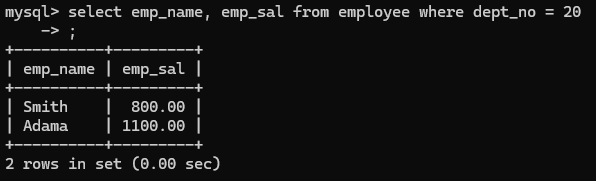 mysql> select emp_name, emp_sal from employee where dept_no = 20
    -> ;
+----------+---------+
| emp_name | emp_sal |
+----------+---------+
| Smith    |  800.00 |
| Adama    | 1100.00 |
+----------+---------+
2 rows in set (0.00 sec)